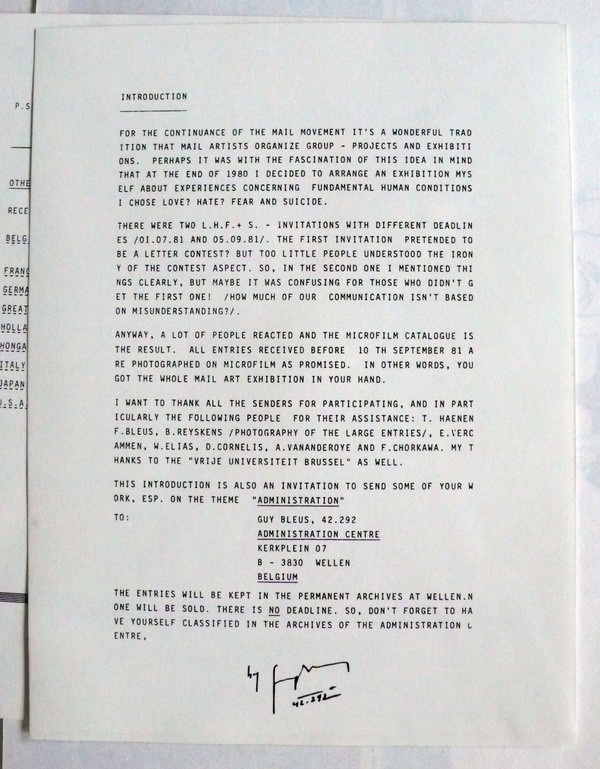 P.S
OTHE
RECE
BELG
FRANC
GERMA
GREAT
HOLLA
HONGA
ITALY
JAPAN
U.S.A.
INTRODUCTION
FOR THE CONTINUANCE OF THE MAIL MOVEMENT IT'S A WONDERFUL TRAD
ITION THAT MAIL ARTISTS ORGANIZE GROUP - PROJECTS AND EXHIBITI
ONS. PERHAPS IT WAS WITH THE FASCINATION OF THIS IDEA IN MIND
THAT AT THE END OF 1980 I DECIDED TO ARRANGE AN EXHIBITION MYS
ELF ABOUT EXPERIENCES CONCERNING FUNDAMENTAL HUMAN CONDITIONS
I CHOSE LOVE? HATE? FEAR AND SUICIDE.
THERE WERE TWO L.H.F.+ S. - INVITATIONS WITH DIFFERENT DEADLIN
ES /01.07.81 AND 05.09.81/. THE FIRST INVITATION PRETENDED TO
BE A LETTER CONTEST? BUT TOO LITTLE PEOPLE UNDERSTOOD THE IRON
Y OF THE CONTEST ASPECT. SO, IN THE SECOND ONE I MENTIONED THI
NGS CLEARLY, BUT MAYBE IT WAS CONFUSING FOR THOSE WHO DIDN'T G
ET THE FIRST ONE! /HOW MUCH OF OUR COMMUNICATION ISN'T BASED
ON MISUNDERSTANDING?/.
ANYWAY, A LOT OF PEOPLE REACTED AND THE MICROFILM CATALOGUE IS
THE RESULT. ALL ENTRIES RECEIVED BEFORE 10 TH SEPTEMBER 81 A
RE PHOTOGRAPHED ON MICROFILM AS PROMISED. IN OTHER WORDS, YOU
GOT THE WHOLE MAIL ART EXHIBITION IN YOUR HAND.
I WANT TO THANK ALL THE SENDERS FOR PARTICIPATING, AND IN PART
ICULARLY THE FOLLOWING PEOPLE FOR THEIR ASSISTANCE: T. HAENEN
F.BLEUS, B.REYSKENS /PHOTOGRAPHY OF THE LARGE ENTRIES/, E.VERC
AMMEN, W.ELIAS, D.CORNELIS, A.VANANDEROYE AND F.CHORKAWA. MY T
HANKS TO THE "VRIJE UNIVERSITEIT BRUSSEL" AS WELL.
THIS INTRODUCTION IS ALSO AN INVITATION TO SEND SOME OF YOUR W
ORK, ESP. ON THE THEME "ADMINISTRATION"
TO: GUY BLEUS, 42.292
ADMINISTRATION CENTRE
KERKPLEIN 07
B - 3830 WELLEN
BELGIUM
THE ENTRIES WILL BE KEPT IN THE PERMANENT ARCHIVES AT WELLEN.N
ONE WILL BE SOLD. THERE IS NO DEADLINE. SO, DON'T FORGET TO HA
VE YOURSELF CLASSIFIED IN THE ARCHIVES OF THE ADMINISTRATION C
ENTRE.
by
42.292